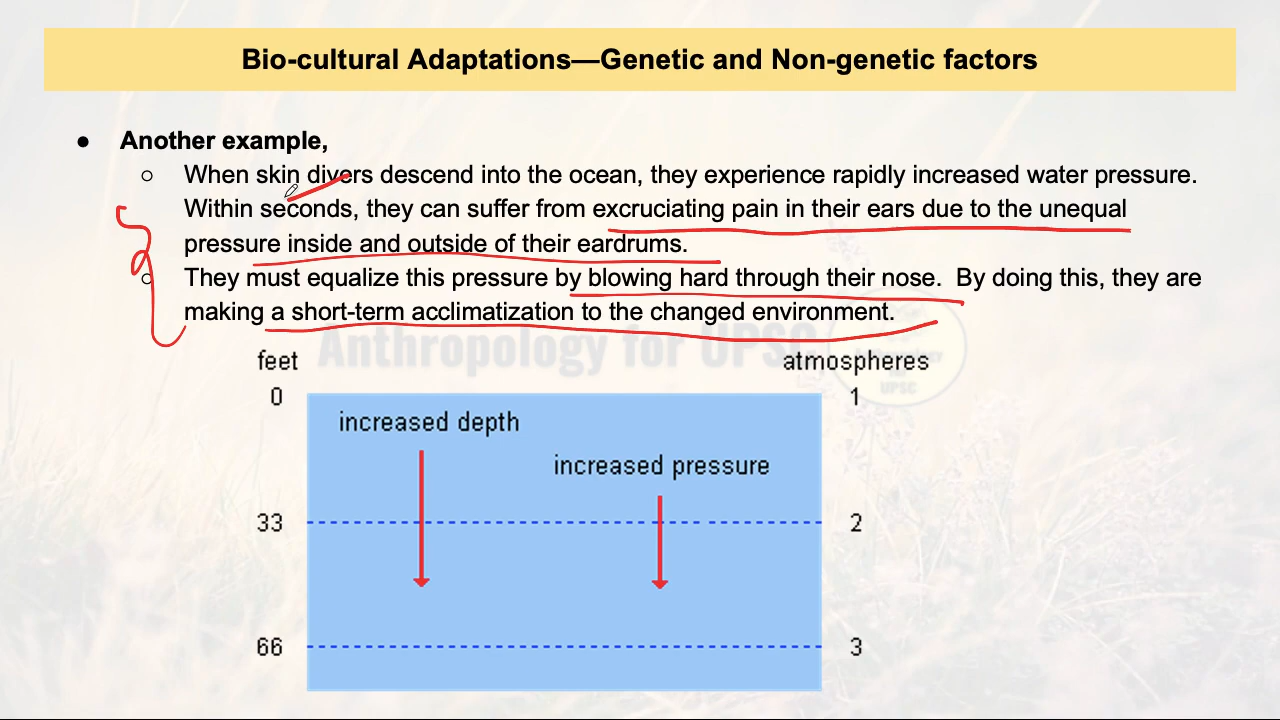 Bio-cultural Adaptations—Genetic and Non-genetic factors
● Another example,
○ When skin divers descend into the ocean, they experience rapidly increased water pressure.
Within seconds, they can suffer from excruciating pain in their ears due to the unequal
pressure inside and outside of their eardrums.
○ They must equalize this pressure by blowing hard through their nose. By doing this, they are
making a short-term acclimatization to the changed environment.
Anthropology for UPSC
UPSC
feet atmospheres
0 1
increased depth
increased pressure
33 2
66 3